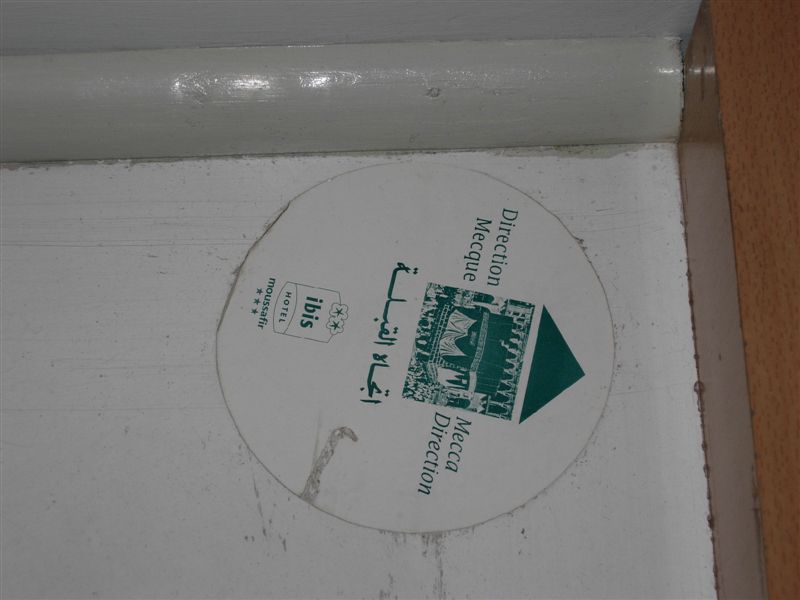 Direction
Mecque
Mecca
Direction
اتجاه القبلة
ibis
HOTEL
moussafir
★★★